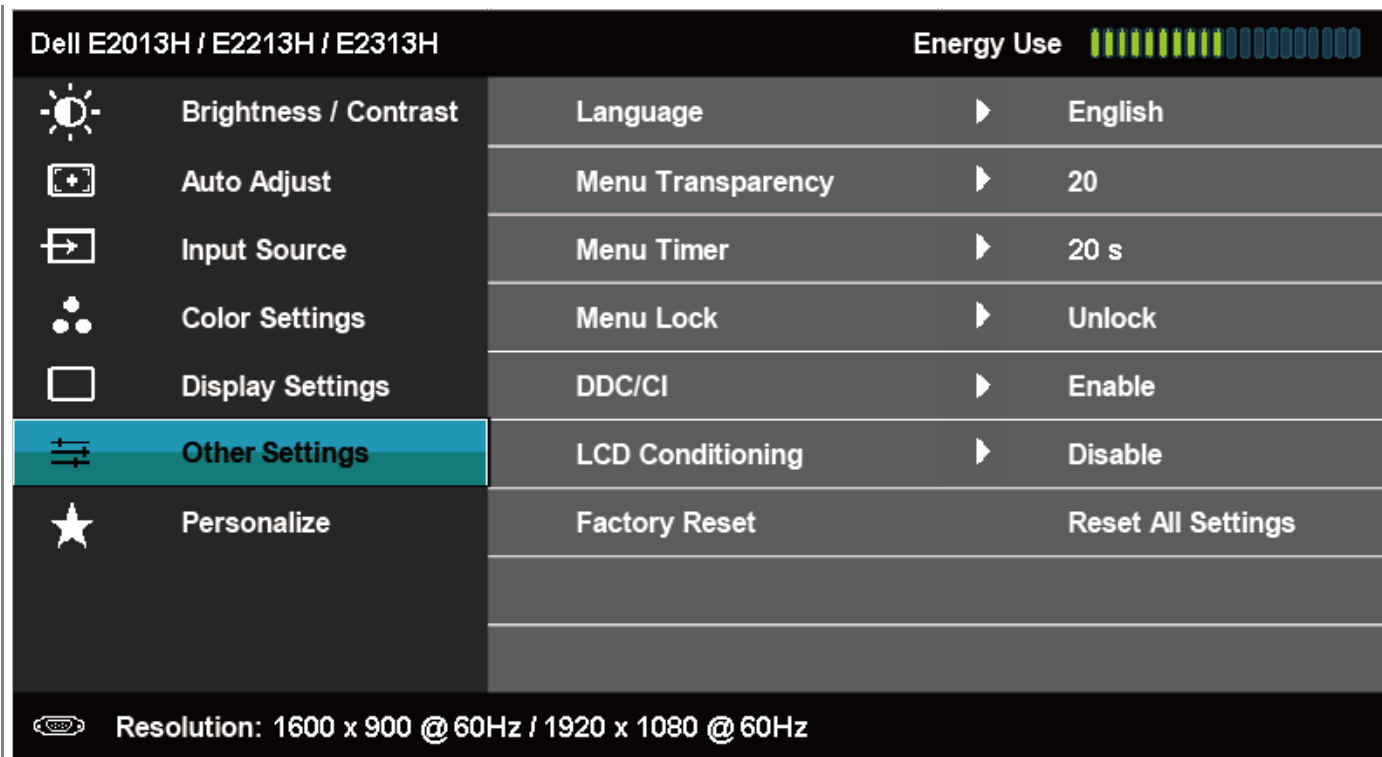 Dell E2013H / E2213H / E2313H Energy Use
Brightness / Contrast Language English
Auto Adjust Menu Transparency 20
Input Source Menu Timer 20 s
Color Settings Menu Lock Unlock
Display Settings DDC/CI Enable
Other Settings LCD Conditioning Disable
Personalize Factory Reset Reset All Settings
Resolution: 1600 x 900 @ 60Hz / 1920 x 1080 @ 60Hz